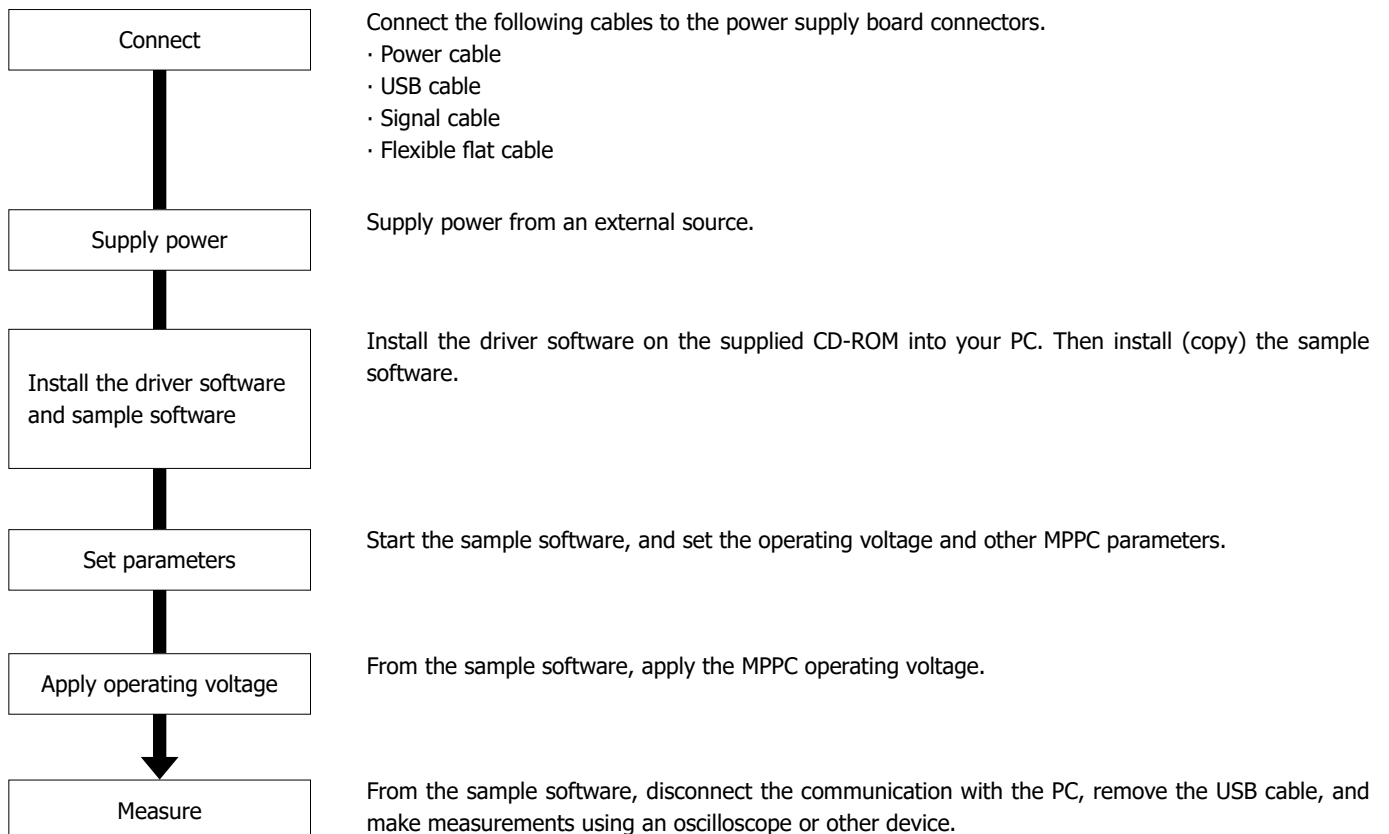 Connect
Connect the following cables to the power supply board connectors.
· Power cable
· USB cable
· Signal cable
· Flexible flat cable
Supply power
Supply power from an external source.
Install the driver software
and sample software
Install the driver software on the supplied CD-ROM into your PC. Then install (copy) the sample
software.
Set parameters
Start the sample software, and set the operating voltage and other MPPC parameters.
Apply operating voltage
From the sample software, apply the MPPC operating voltage.
Measure
From the sample software, disconnect the communication with the PC, remove the USB cable, and
make measurements using an oscilloscope or other device.